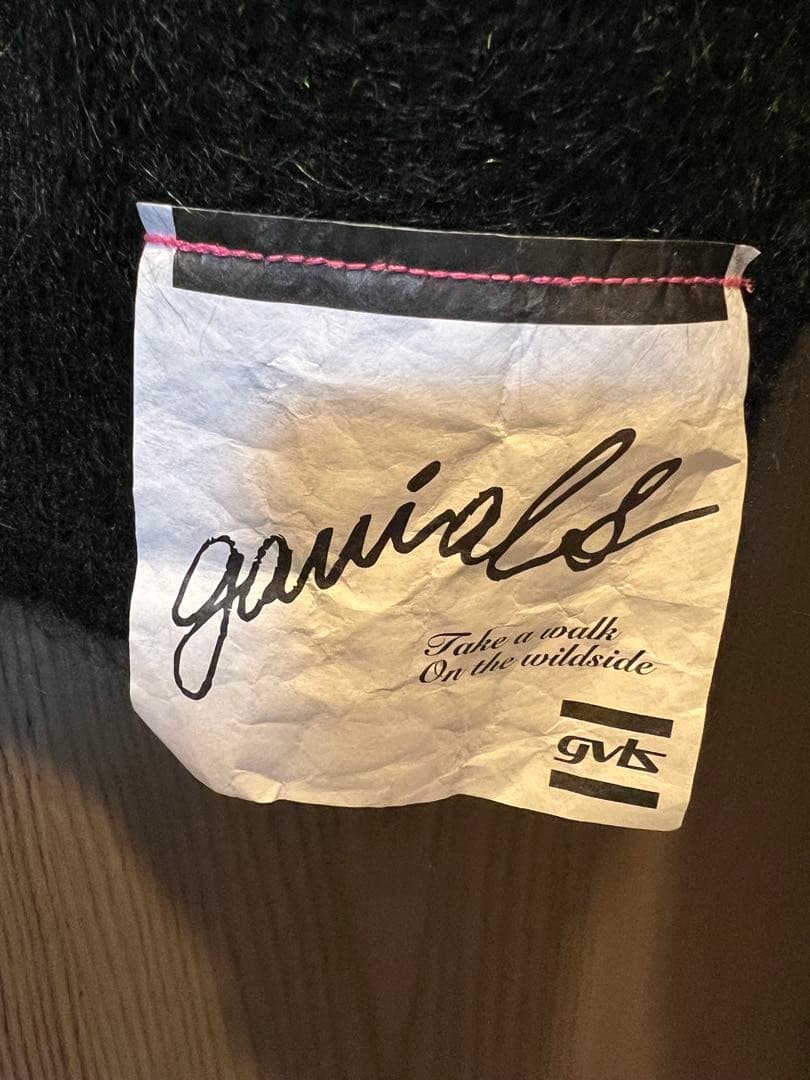 gavials
Take a walk
On the wildside
gvls